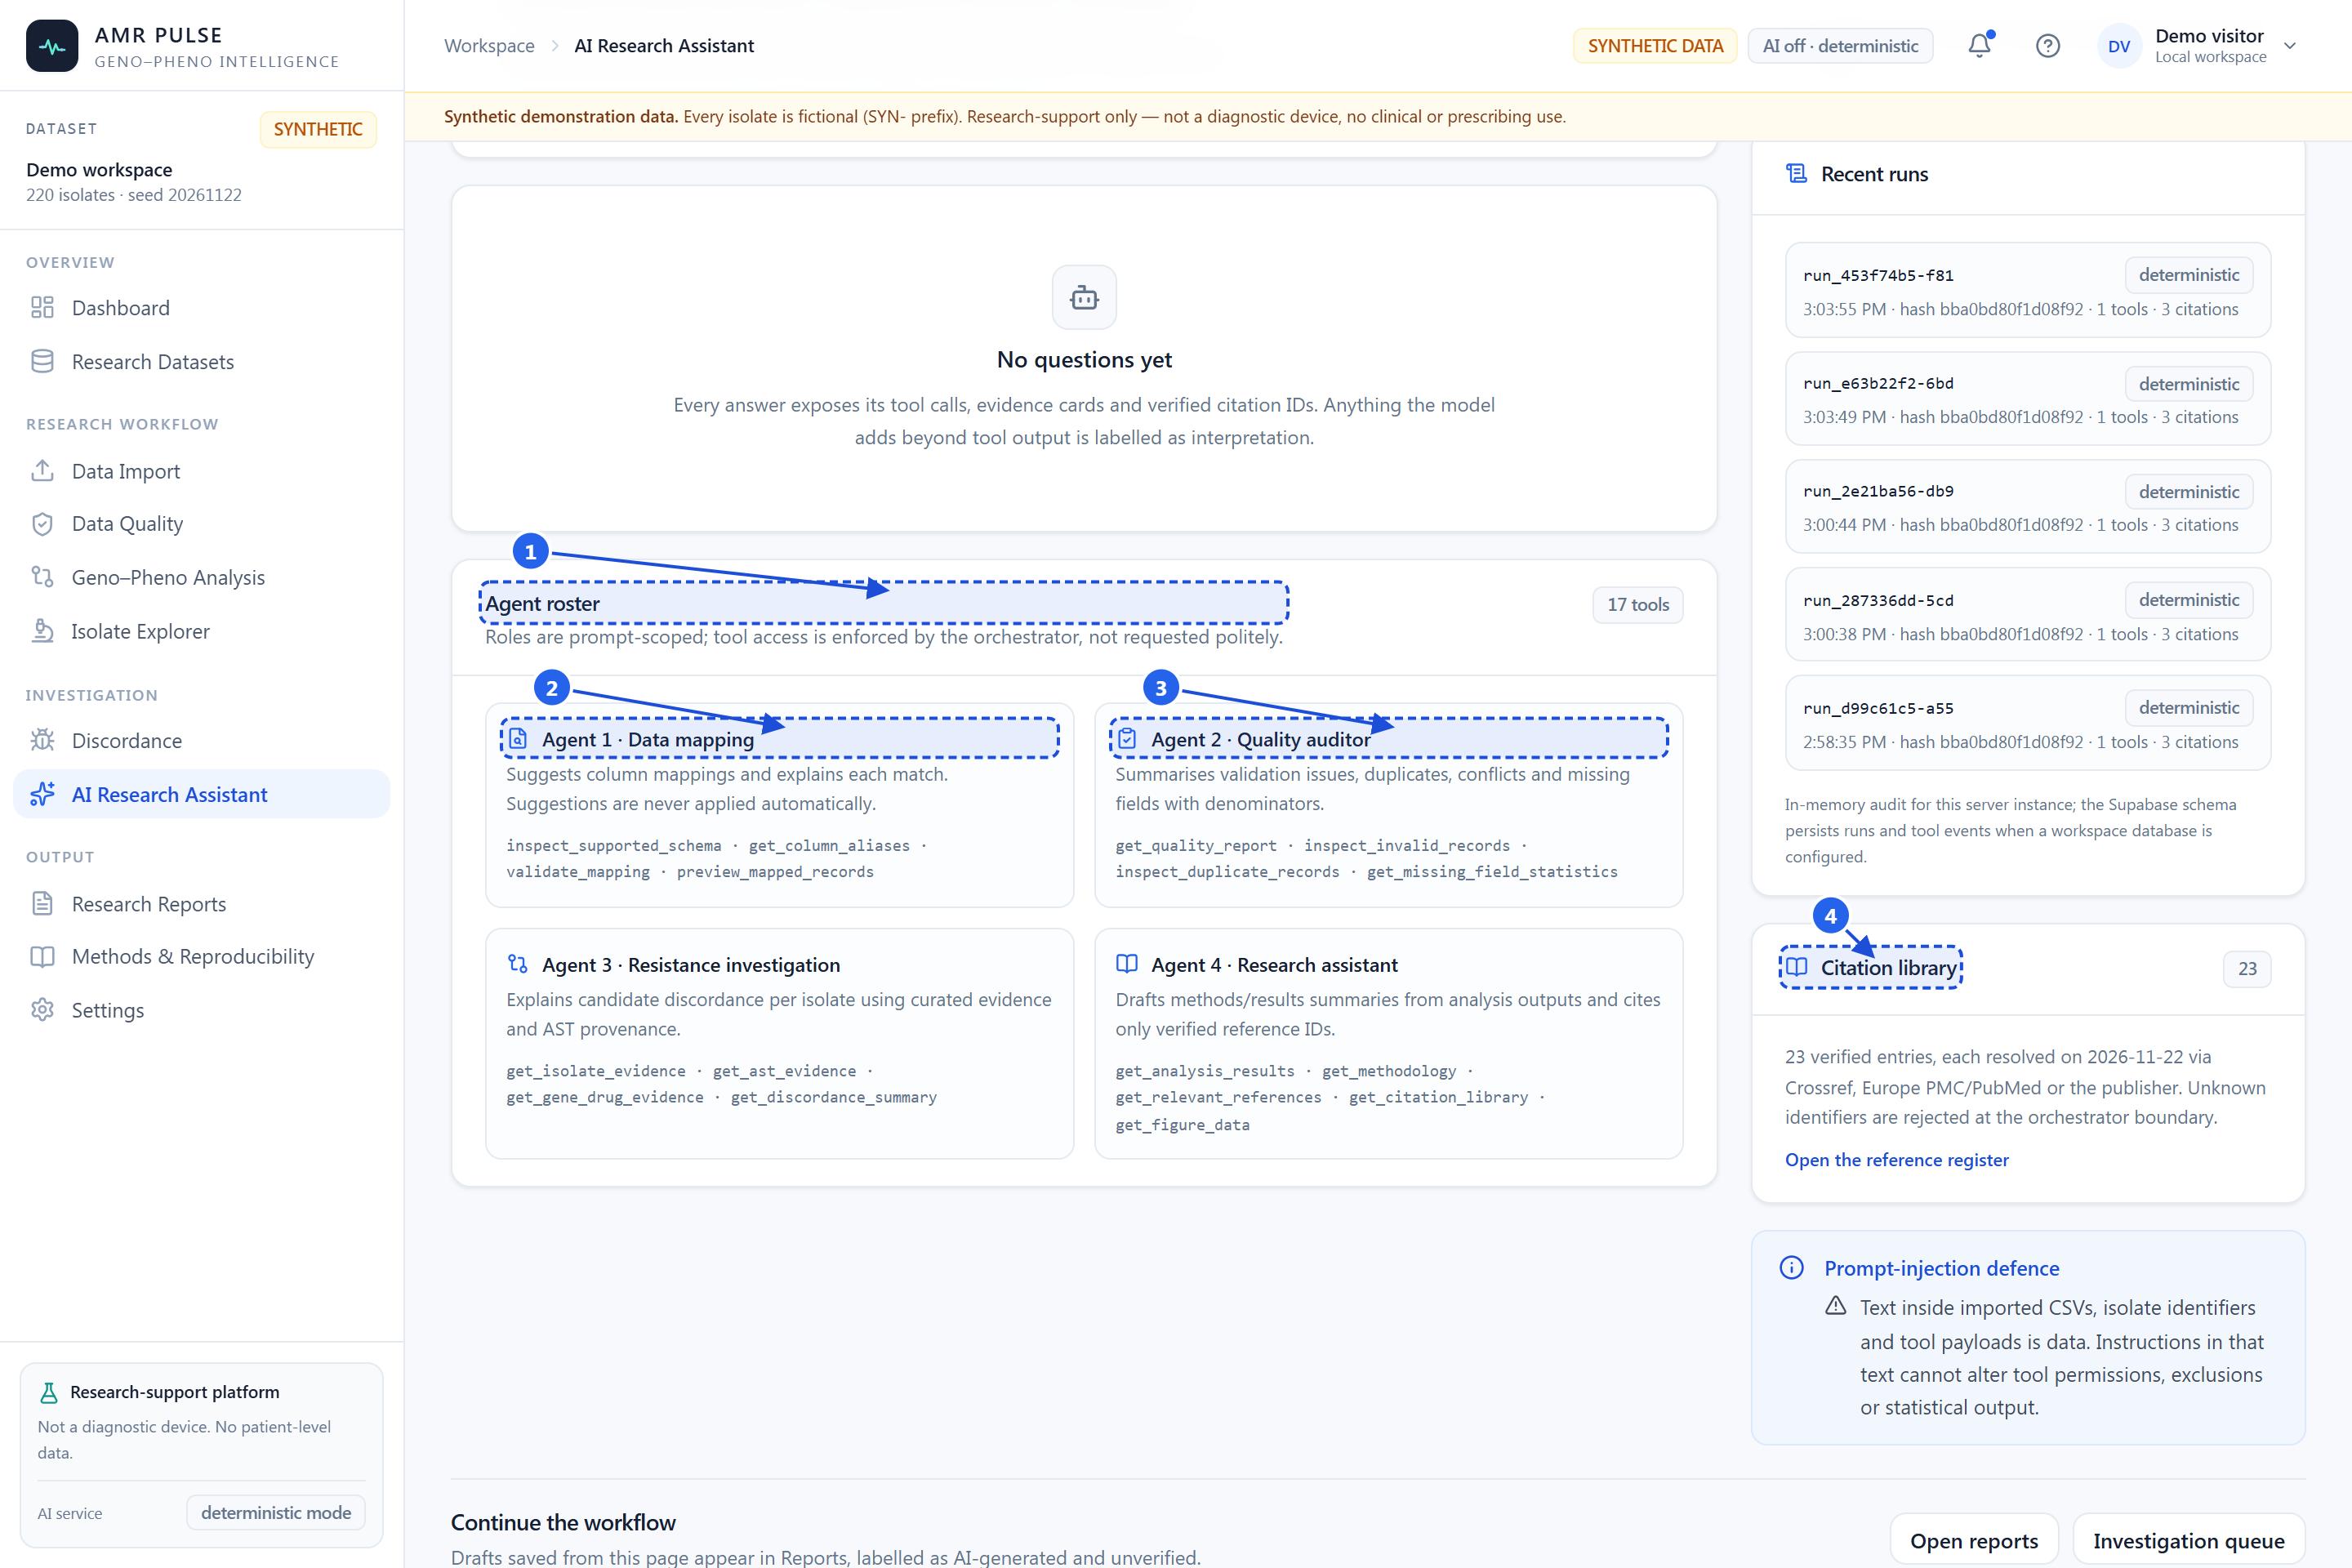 AMR PULSE
GENO–PHENO INTELLIGENCE
DATASET
SYNTHETIC
Demo workspace
220 isolates · seed 20261122
OVERVIEW
Dashboard
Research Datasets
RESEARCH WORKFLOW
Data Import
Data Quality
Geno–Pheno Analysis
Isolate Explorer
INVESTIGATION
Discordance
AI Research Assistant
OUTPUT
Research Reports
Methods & Reproducibility
Settings
Research-support platform
Not a diagnostic device. No patient-level
data.
AI service
deterministic mode
Workspace
AI Research Assistant
SYNTHETIC DATA
AI off · deterministic
DV
Demo visitor
Local workspace
Synthetic demonstration data. Every isolate is fictional (SYN- prefix). Research-support only — not a diagnostic device, no clinical or prescribing use.
No questions yet
Every answer exposes its tool calls, evidence cards and verified citation IDs. Anything the model
adds beyond tool output is labelled as interpretation.
1
Agent roster
17 tools
Roles are prompt-scoped; tool access is enforced by the orchestrator, not requested politely.
2
Agent 1 · Data mapping
Suggests column mappings and explains each match.
Suggestions are never applied automatically.
inspect_supported_schema · get_column_aliases ·
validate_mapping · preview_mapped_records
3
Agent 2 · Quality auditor
Summarises validation issues, duplicates, conflicts and missing
fields with denominators.
get_quality_report · inspect_invalid_records ·
inspect_duplicate_records · get_missing_field_statistics
Agent 3 · Resistance investigation
Explains candidate discordance per isolate using curated evidence
and AST provenance.
get_isolate_evidence · get_ast_evidence ·
get_gene_drug_evidence · get_discordance_summary
Agent 4 · Research assistant
Drafts methods/results summaries from analysis outputs and cites
only verified reference IDs.
get_analysis_results · get_methodology ·
get_relevant_references · get_citation_library ·
get_figure_data
Recent runs
run_453f74b5-f81
deterministic
3:03:55 PM · hash bba0bd80f1d08f92 · 1 tools · 3 citations
run_e63b22f2-6bd
deterministic
3:03:49 PM · hash bba0bd80f1d08f92 · 1 tools · 3 citations
run_2e21ba56-db9
deterministic
3:00:44 PM · hash bba0bd80f1d08f92 · 1 tools · 3 citations
run_287336dd-5cd
deterministic
3:00:38 PM · hash bba0bd80f1d08f92 · 1 tools · 3 citations
run_d99c61c5-a55
deterministic
2:58:35 PM · hash bba0bd80f1d08f92 · 1 tools · 3 citations
In-memory audit for this server instance; the Supabase schema
persists runs and tool events when a workspace database is
configured.
4
Citation library
23
23 verified entries, each resolved on 2026-11-22 via
Crossref, Europe PMC/PubMed or the publisher. Unknown
identifiers are rejected at the orchestrator boundary.
Open the reference register
Prompt-injection defence
Text inside imported CSVs, isolate identifiers
and tool payloads is data. Instructions in that
text cannot alter tool permissions, exclusions
or statistical output.
Continue the workflow
Drafts saved from this page appear in Reports, labelled as AI-generated and unverified.
Open reports
Investigation queue